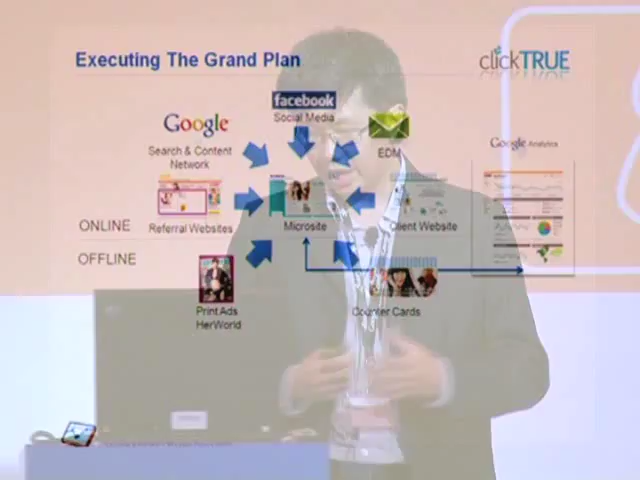 Executing The Grand Plan
clickTRUE
facebook
Social Media
Google
Search & Content
Network
EDM
Google Analytics
Referral Websites
Microsite
Client Website
ONLINE
OFFLINE
Print Ads
HerWorld
Counter Cards